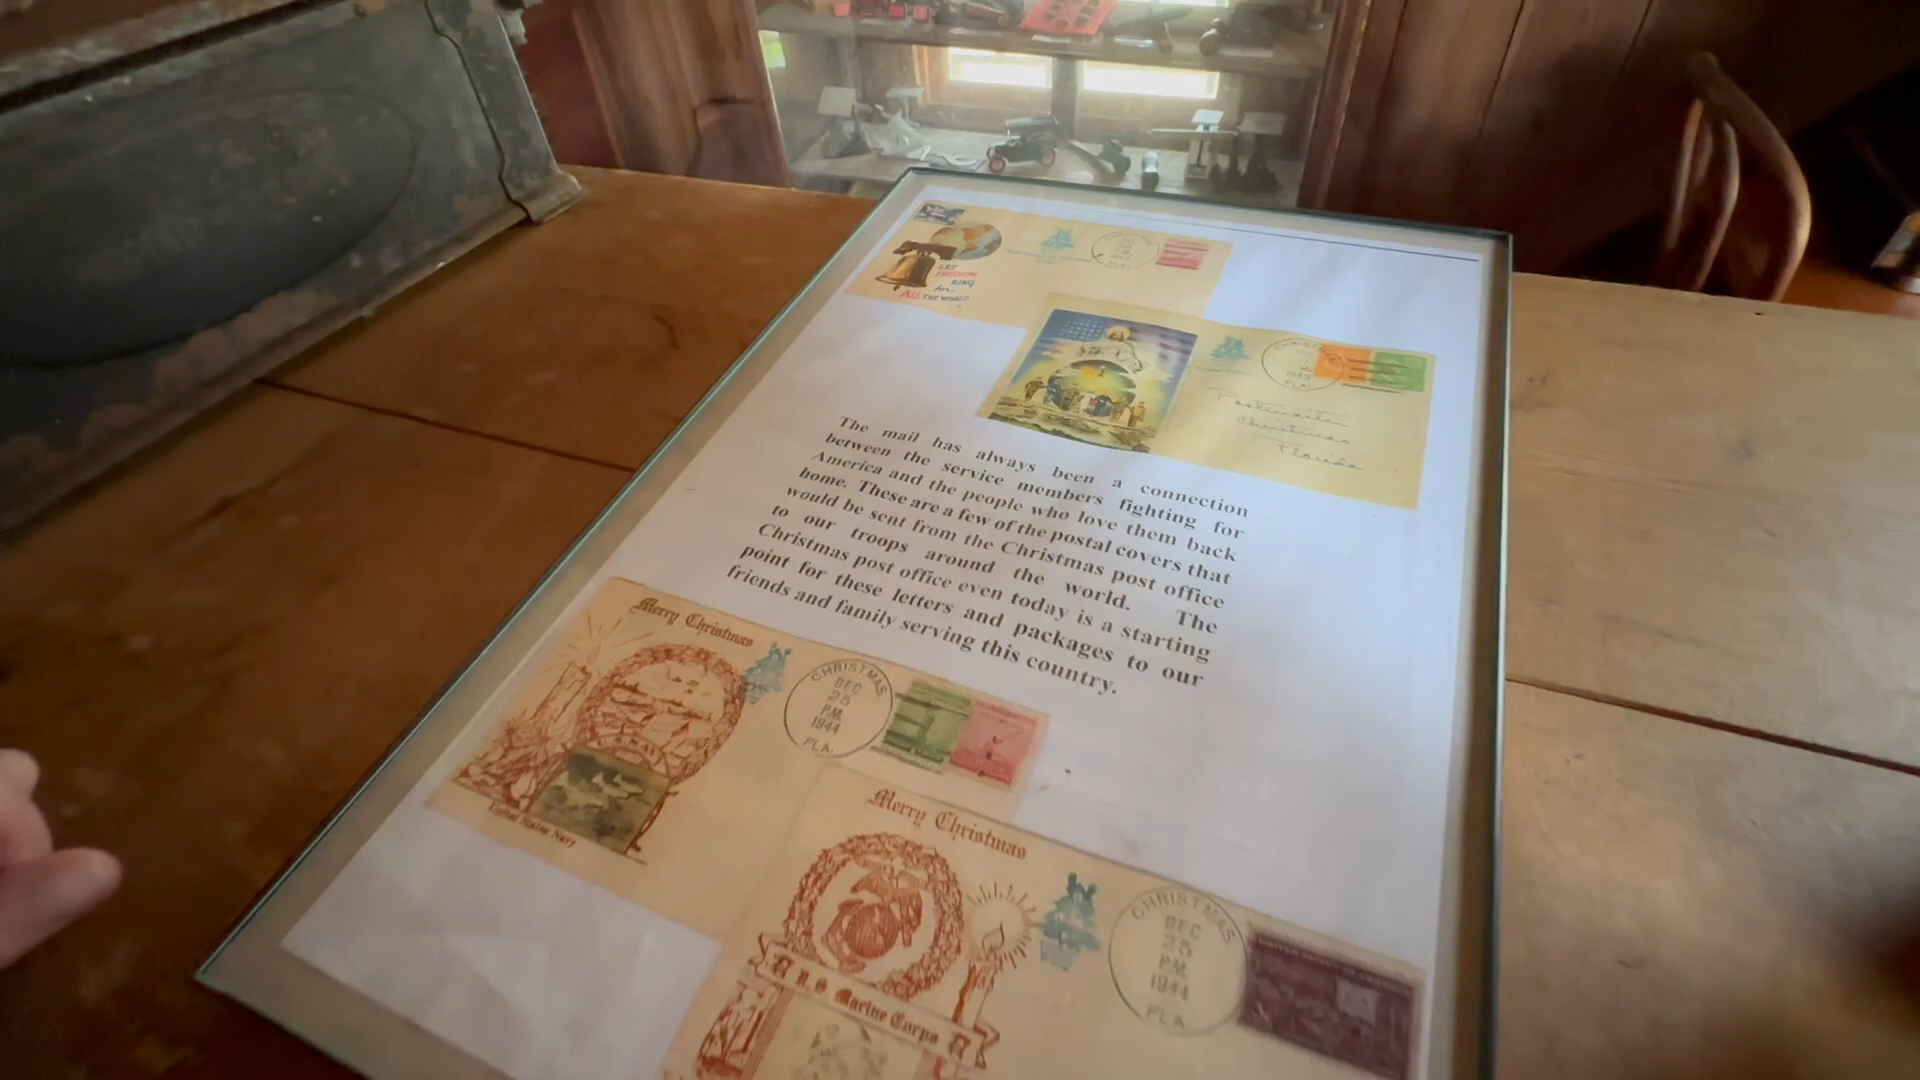 LET
FREEDOM
RING
for
ALL THE WORLD
CHRISTMAS
1943
FLA.
Postmaster
Christmas
Florida
The mail has always been a connection
between the service members fighting for
America and the people who love them back
home. These are a few of the postal covers that
would be sent from the Christmas post office
to our troops around the world. The
Christmas post office even today is a starting
point for these letters and packages to our
friends and family serving this country.
Merry Christmas
United States Navy
CHRISTMAS
DEC
25
P.M.
1944
FLA.
Merry Christmas
U.S Marine Corps
CHRISTMAS
DEC
25
P.M.
1944
FLA